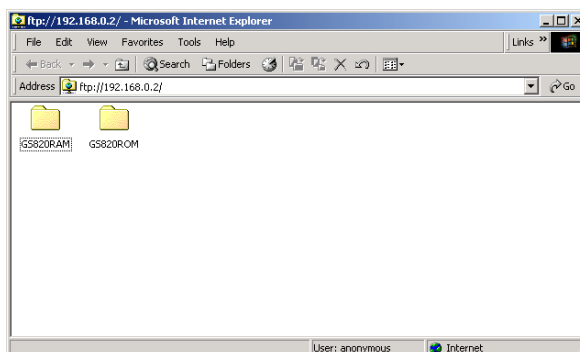 ftp://192.168.0.2/ - Microsoft Internet Explorer
File Edit View Favorites Tools Help Links »
Back Search Folders
Address ftp://192.168.0.2/ Go
GS820RAM GS820ROM
User: anonymous Internet